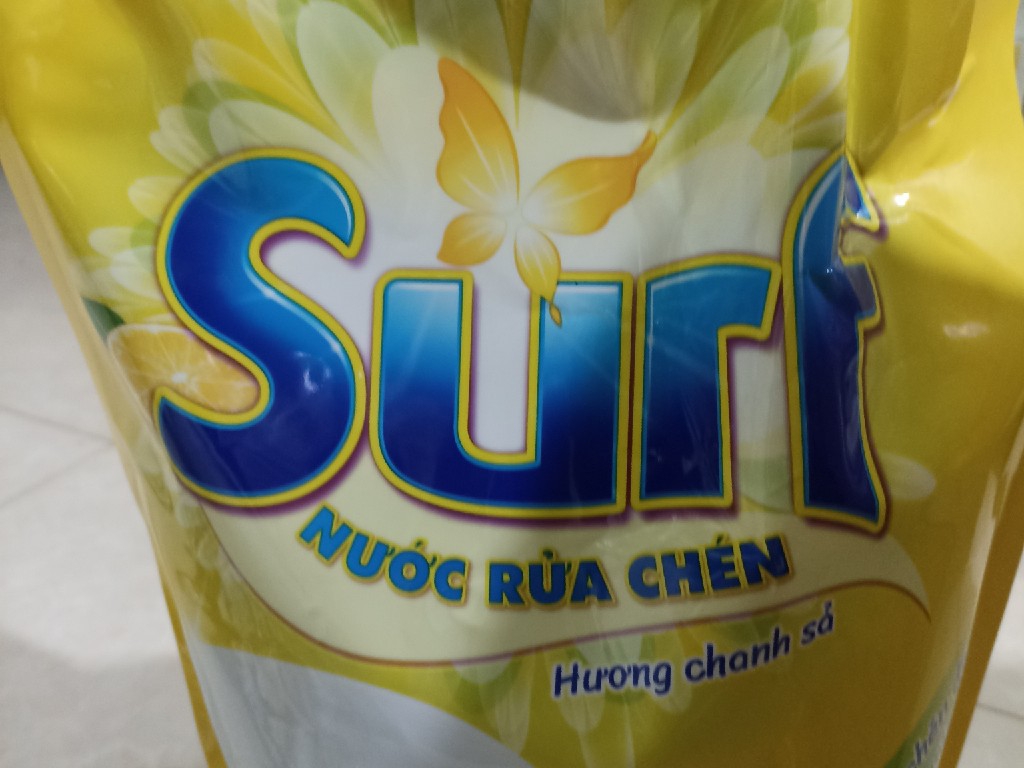 Surf
NƯỚC RỬA CHÉN
Hương chanh sả